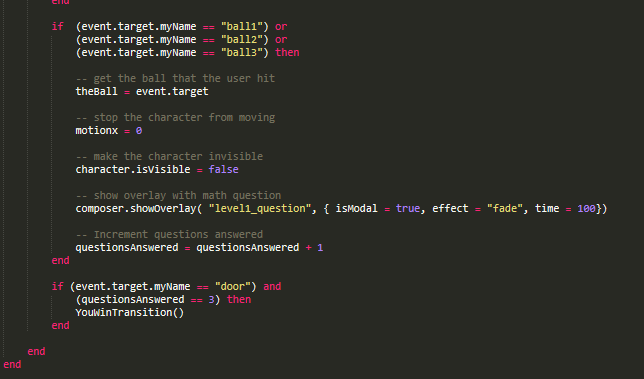 end
if (event.target.myName == "ball1") or
(event.target.myName == "ball2") or
(event.target.myName == "ball3") then
-- get the ball that the user hit
theBall = event.target
-- stop the character from moving
motionx = 0
-- make the character invisible
character.isVisible = false
-- show overlay with math question
composer.showOverlay( "level1_question", { isModal = true, effect = "fade", time = 100})
-- Increment questions answered
questionsAnswered = questionsAnswered + 1
end
if (event.target.myName == "door") and
(questionsAnswered == 3) then
YouWinTransition()
end
end
end